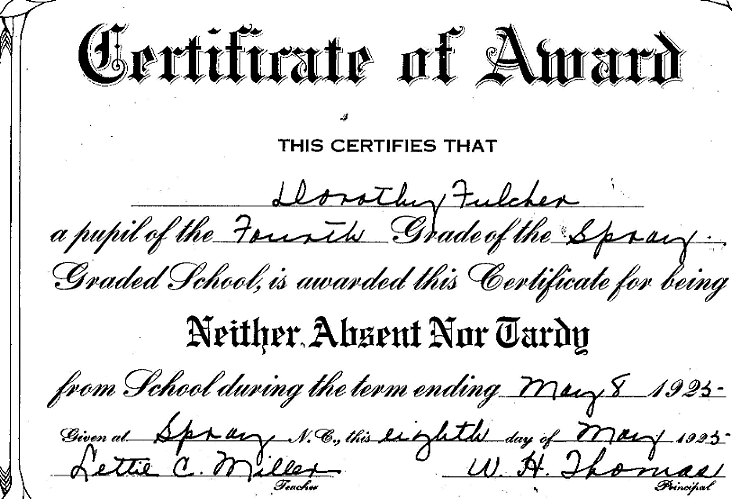 Certificate of Award
THIS CERTIFIES THAT
Dorothy Fulcher
a pupil of the Fourth Grade of the Spray
Graded School, is awarded this Certificate for being
Neither Absent Nor Tardy
from School during the term ending May 8 1925
Given at Spray N.C., this eighth day of May 1925
Lettie C. Miller W. H. Thomas
Teacher Principal